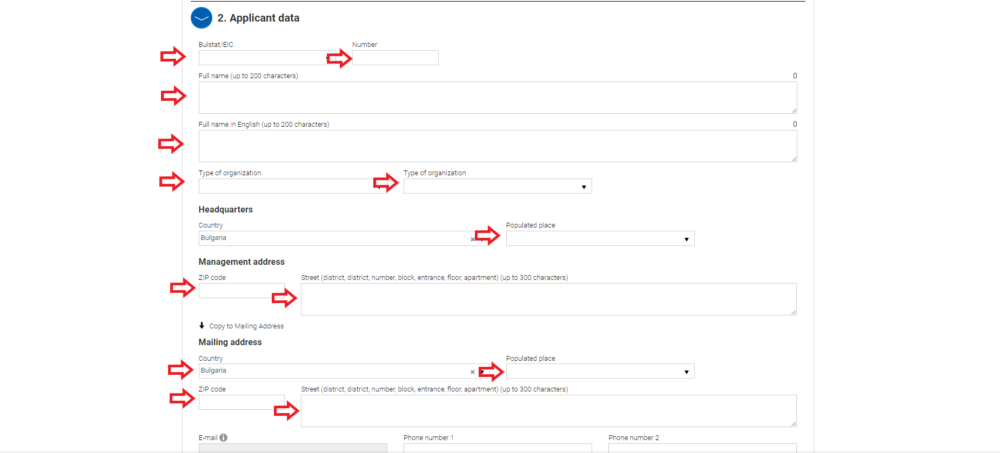 2. Applicant data
Bulstat/EIC Number
Full name (up to 200 characters) 0
Full name in English (up to 200 characters) 0
Type of organization Type of organization
Headquarters
Country Populated place
Bulgaria
Management address
ZIP code Street (district, district, number, block, entrance, floor, apartment) (up to 300 characters)
Copy to Mailing Address
Mailing address
Country Populated place
Bulgaria
ZIP code Street (district, district, number, block, entrance, floor, apartment) (up to 300 characters)
E-mail Phone number 1 Phone number 2